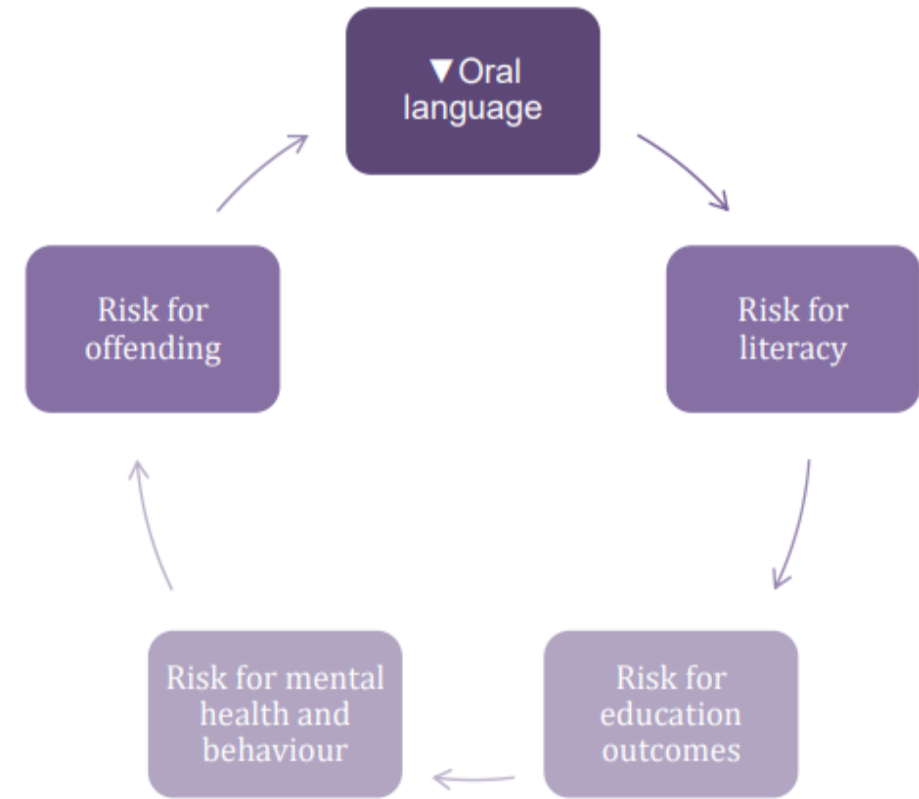 ▼Oral
language
Risk for
literacy
Risk for
education
outcomes
Risk for mental
health and
behaviour
Risk for
offending